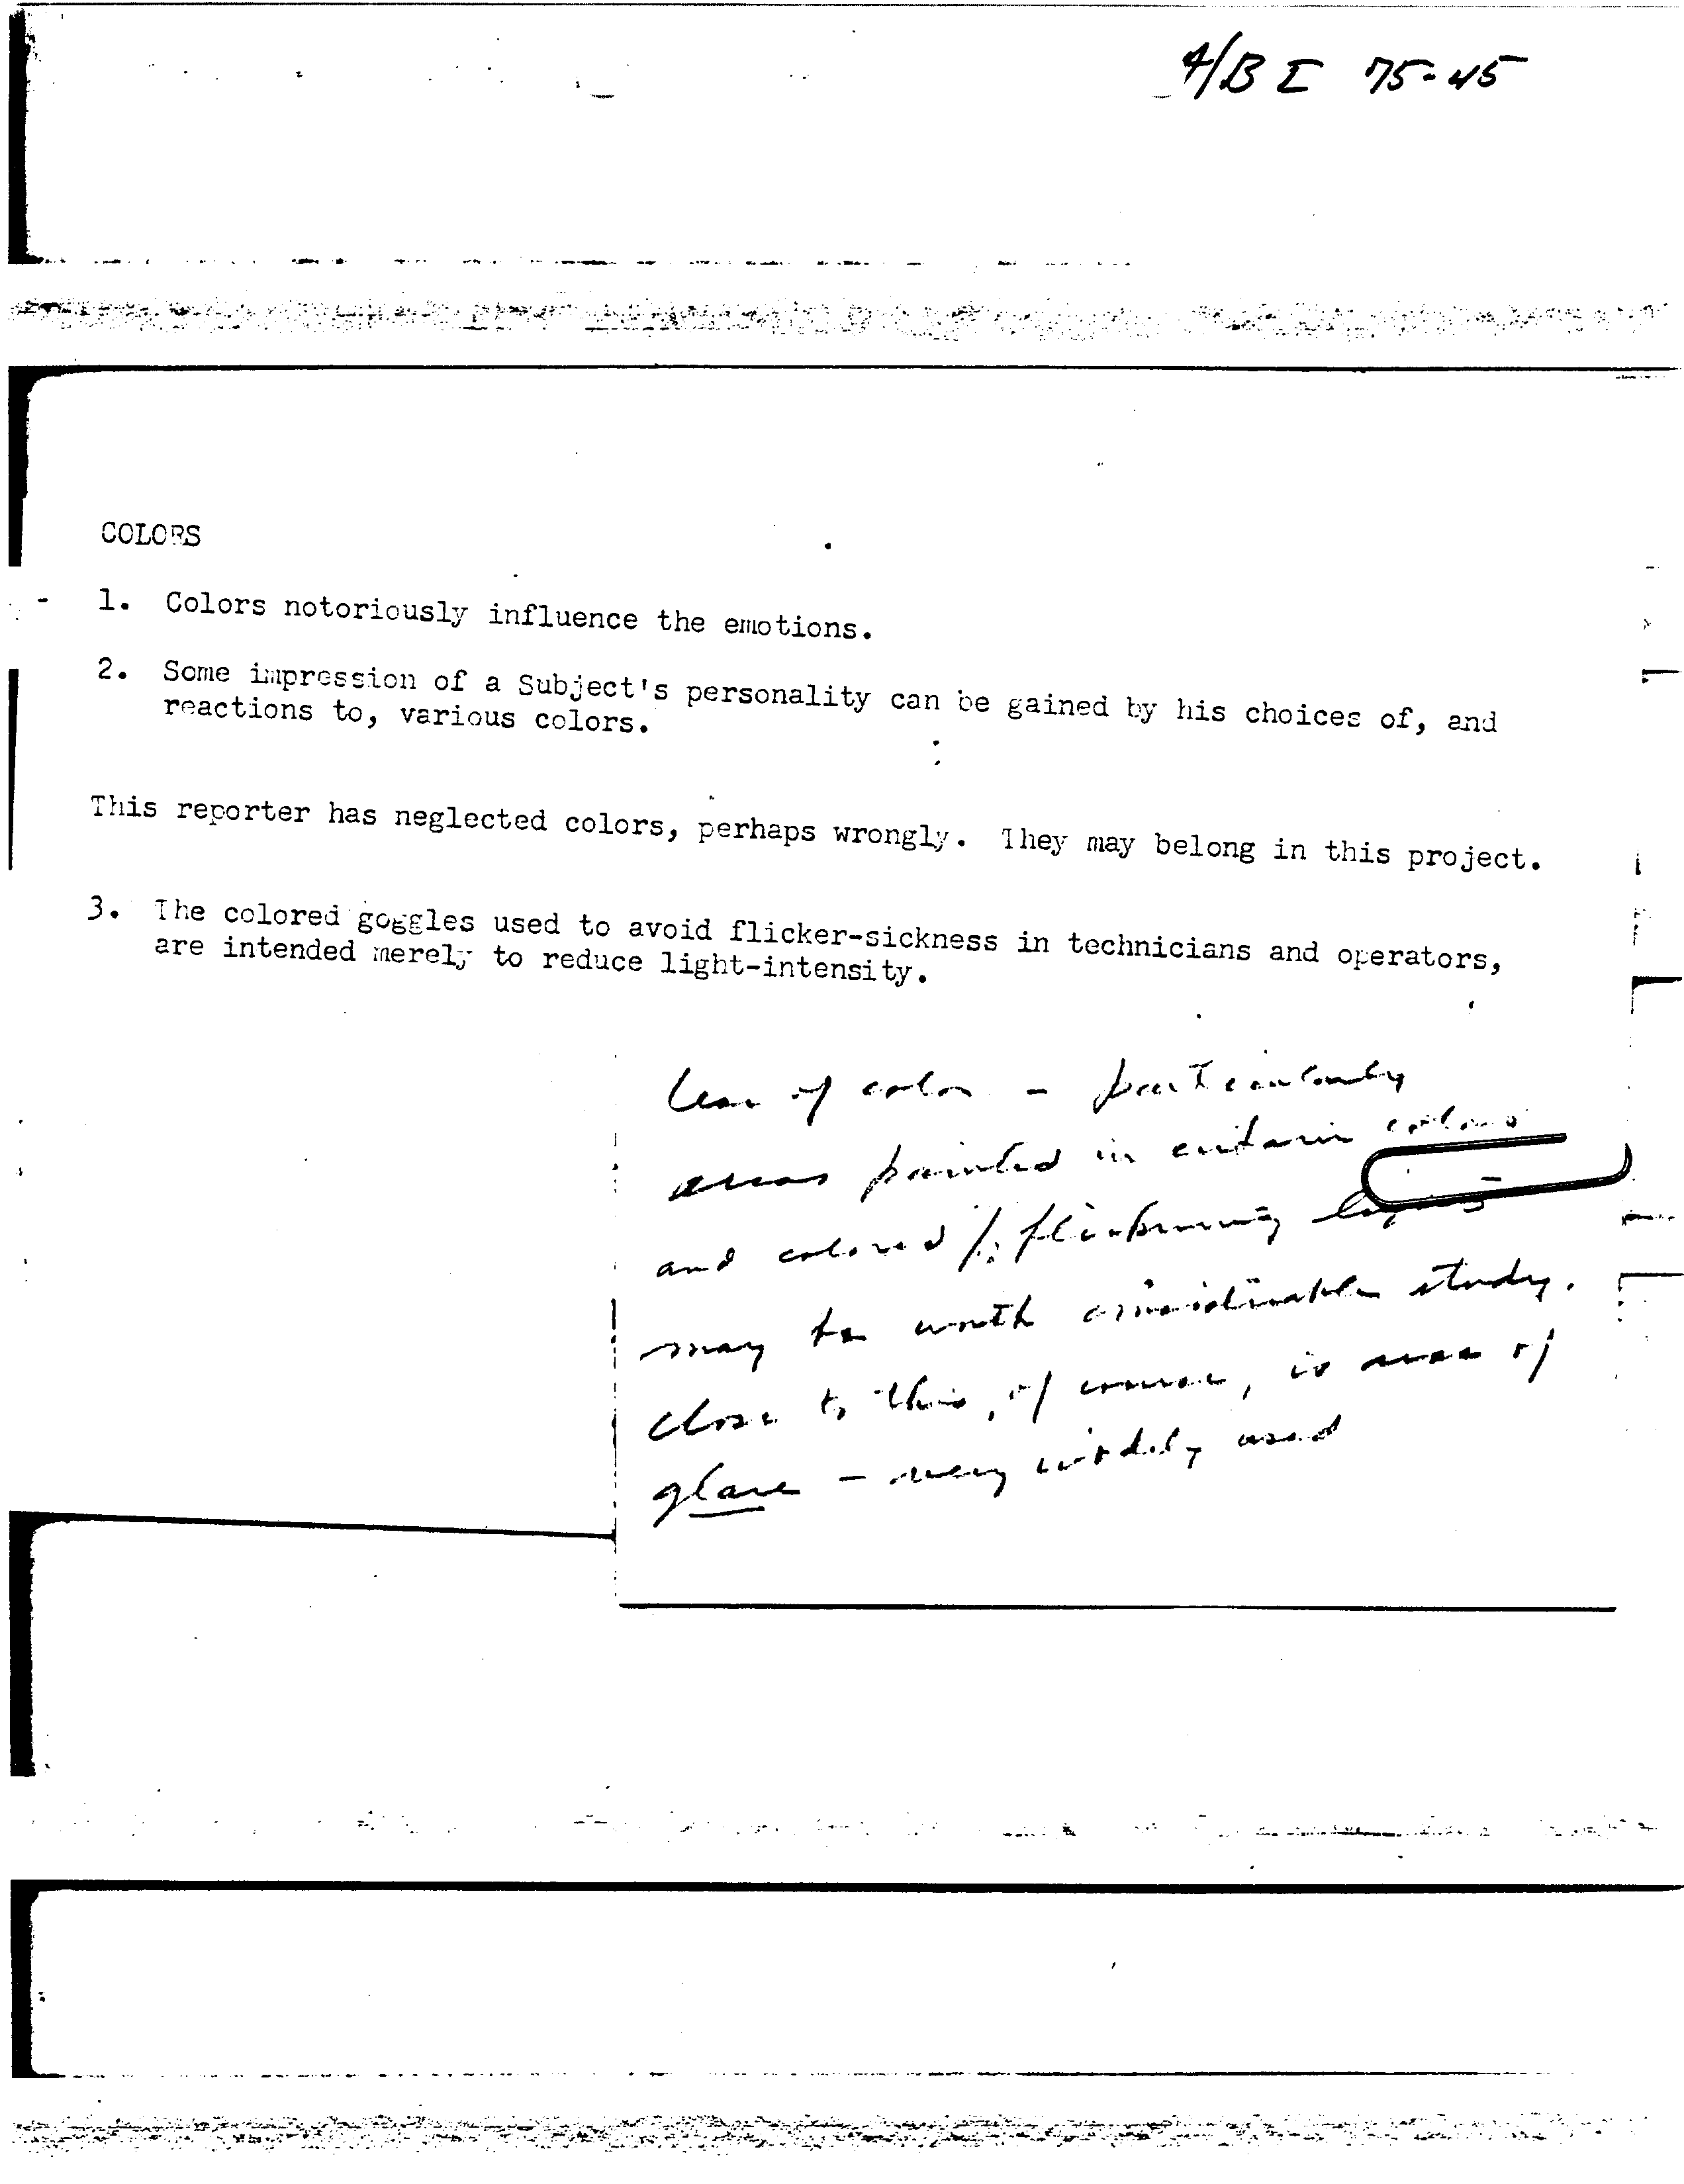 A/B I 75-45
COLORS
1. Colors notoriously influence the emotions.
2. Some impression of a Subject's personality can be gained by his choices of, and
reactions to, various colors.
This reporter has neglected colors, perhaps wrongly. They may belong in this project.
3. The colored goggles used to avoid flicker-sickness in technicians and operators,
are intended merely to reduce light-intensity.
Use of color - particularly
areas painted in certain colors
and colored flickering lights
may be worth considerable study.
Close to this, of course, is area of
glare - very widely used